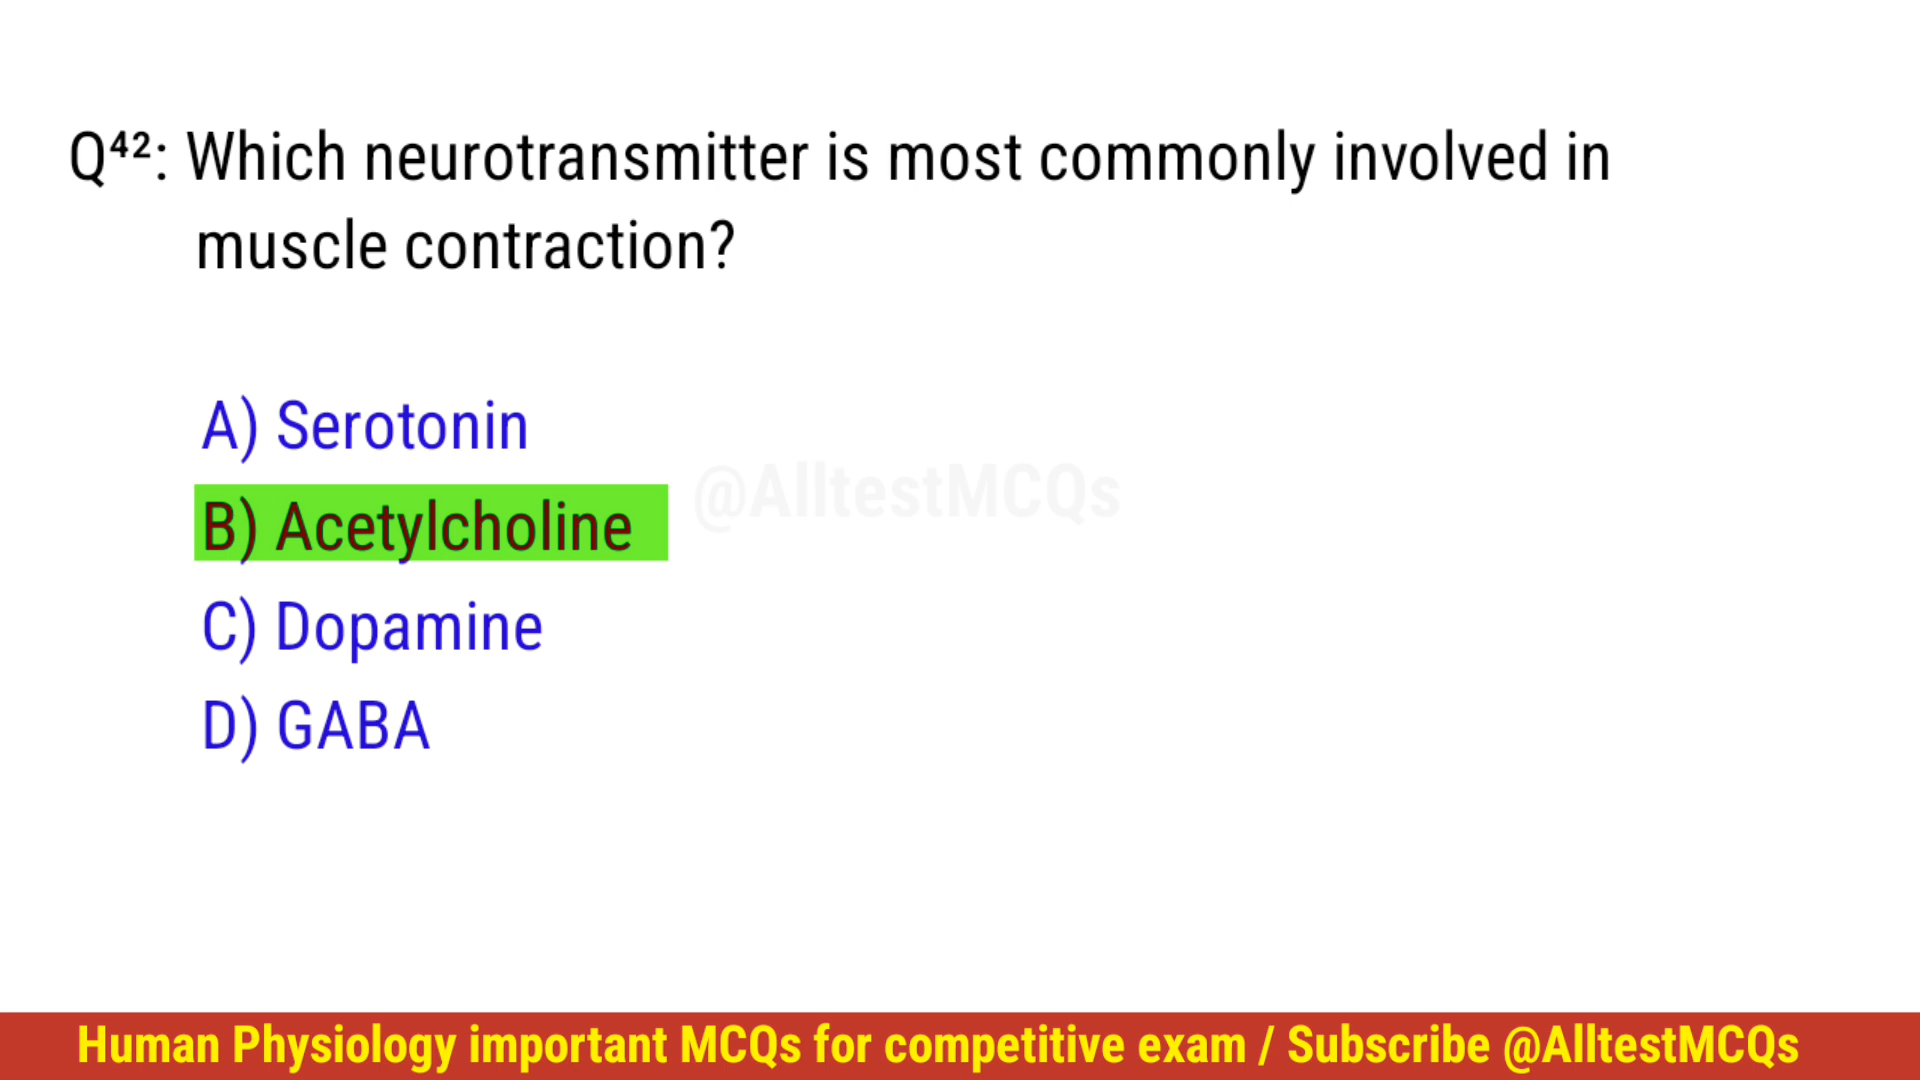 Q⁴²: Which neurotransmitter is most commonly involved in
muscle contraction?
A) Serotonin
B) Acetylcholine
@AlltestMCQs
C) Dopamine
D) GABA
Human Physiology important MCQs for competitive exam / Subscribe @AlltestMCQs